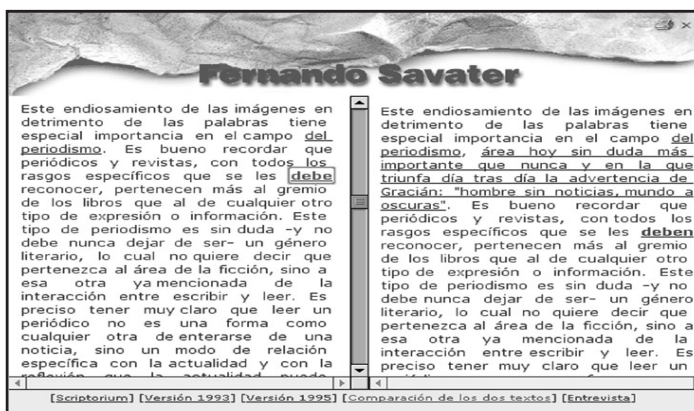 Fernando Savater
Este endiosamiento de las imágenes en
detrimento de las palabras tiene
especial importancia en el campo del
periodismo. Es bueno recordar que
periódicos y revistas, con todos los
rasgos específicos que se les debe
reconocer, pertenecen más al gremio
de los libros que al de cualquier otro
tipo de expresión o información. Este
tipo de periodismo es sin duda -y no
debe nunca dejar de ser- un género
literario, lo cual no quiere decir que
pertenezca al área de la ficción, sino a
esa otra ya mencionada de la
interacción entre escribir y leer. Es
preciso tener muy claro que leer un
periódico no es una forma como
cualquier otra de enterarse de una
noticia, sino un modo de relación
específica con la actualidad y con la
reflexión que la actualidad puede
Este endiosamiento de las imágenes en
detrimento de las palabras tiene
especial importancia en el campo del
periodismo, área hoy sin duda más
importante que nunca y en la que
triunfa día tras día la advertencia de
Gracián: "hombre sin noticias, mundo a
oscuras". Es bueno recordar que
periódicos y revistas, con todos los
rasgos específicos que se les deben
reconocer, pertenecen más al gremio
de los libros que al de cualquier otro
tipo de expresión o información. Este
tipo de periodismo es sin duda -y no
debe nunca dejar de ser- un género
literario, lo cual no quiere decir que
pertenezca al área de la ficción, sino a
esa otra ya mencionada de la
interacción entre escribir y leer. Es
preciso tener muy claro que leer un
[Scriptorium] [Versión 1993] [Versión 1995] [Comparación de los dos textos] [Entrevista]